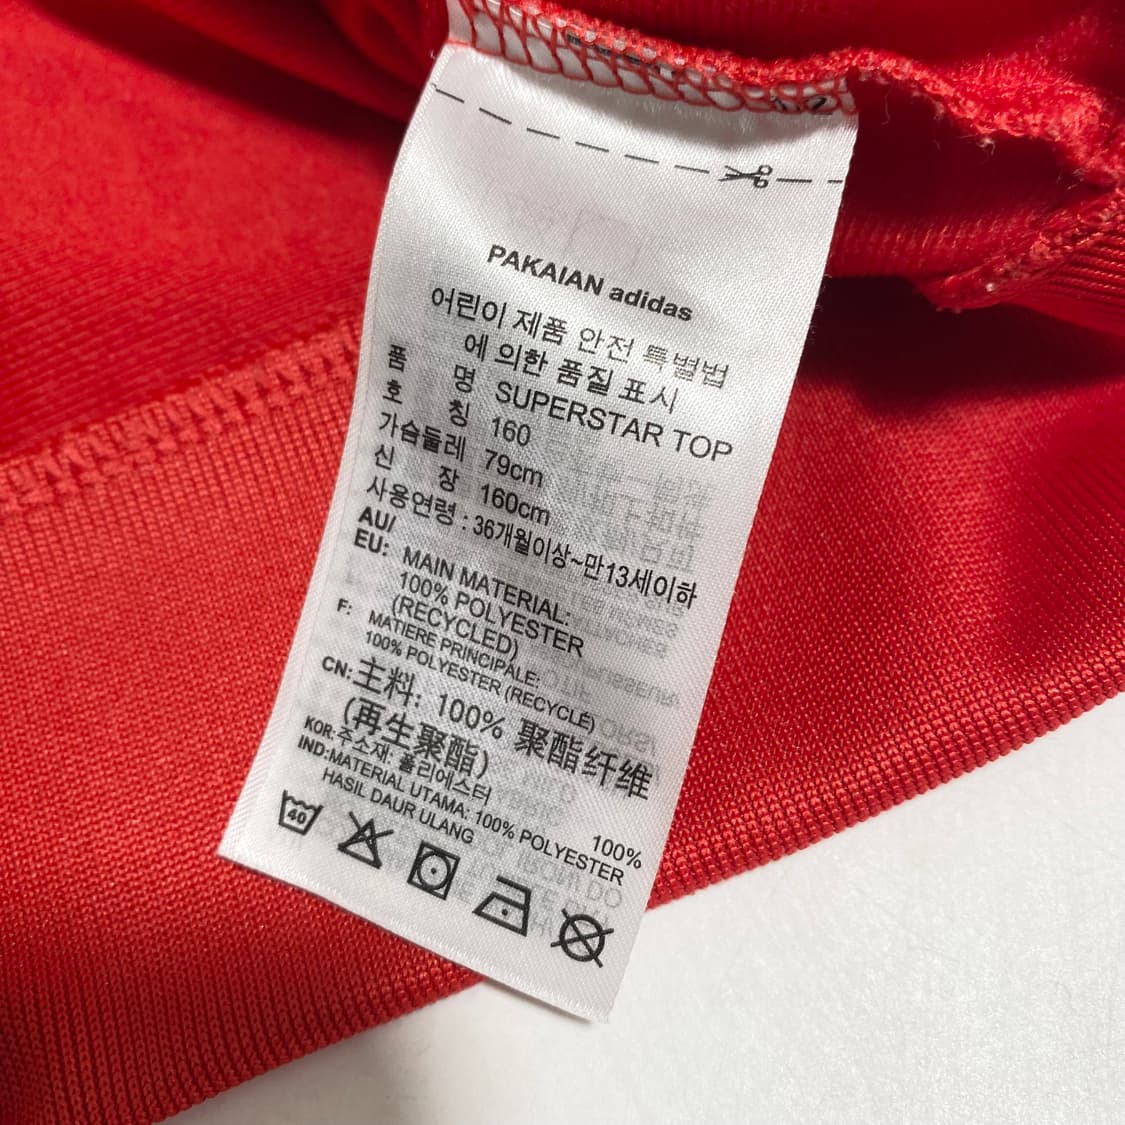 PAKAIAN adidas
어린이 제품 안전 특별법
에 의한 품질 표시
품 명 SUPERSTAR TOP
호 칭 160
가슴둘레 79cm
신 장 160cm
사용연령 : 36개월이상~만13세이하
AU/
EU: MAIN MATERIAL:
100% POLYESTER
(RECYCLED)
F: MATIERE PRINCIPALE:
100% POLYESTER (RECYCLÉ)
CN: 主料: 100% 聚酯纤维
(再生聚酯)
KOR: 주소재: 폴리에스터 100%
IND: MATERIAL UTAMA: 100% POLYESTER
HASIL DAUR ULANG
40